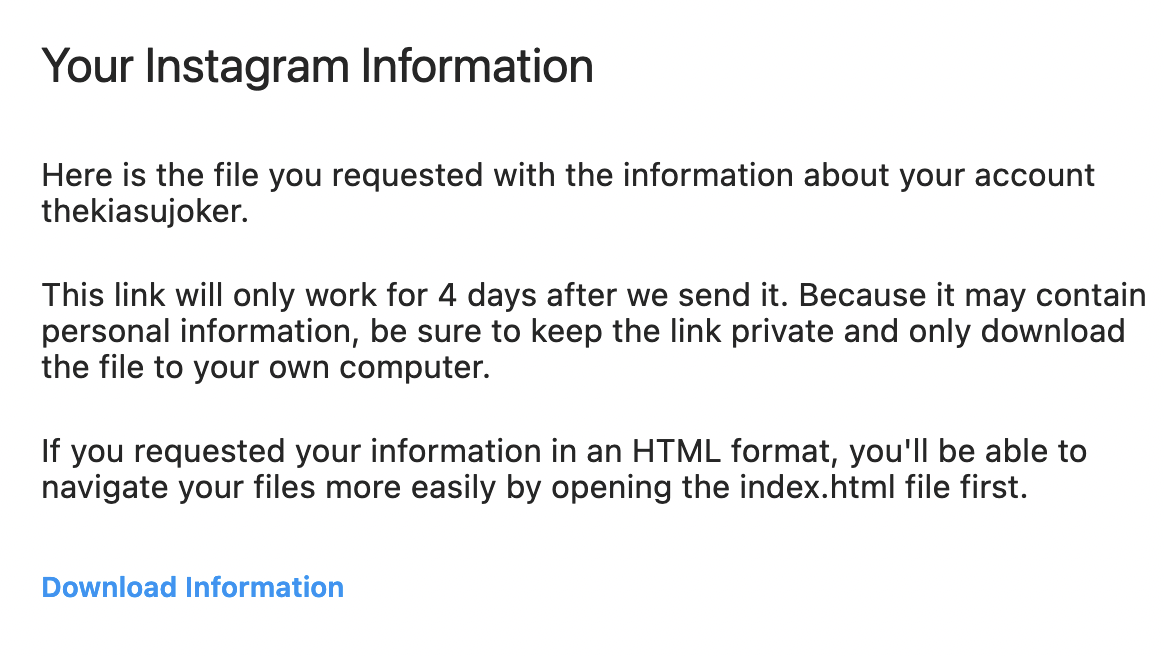 Your Instagram Information
Here is the file you requested with the information about your account
thekiasujoker.
This link will only work for 4 days after we send it. Because it may contain
personal information, be sure to keep the link private and only download
the file to your own computer.
If you requested your information in an HTML format, you'll be able to
navigate your files more easily by opening the index.html file first.
Download Information